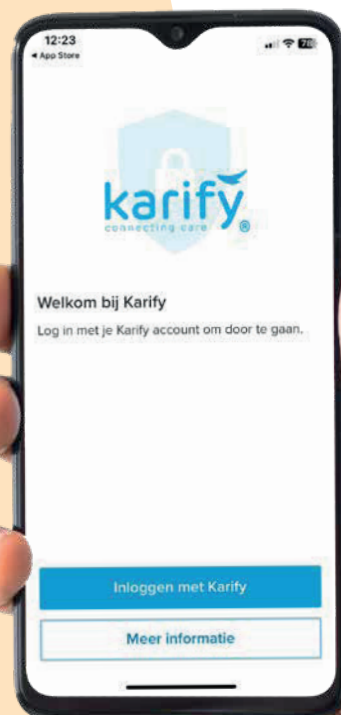 12:23
◀ App Store
70
karify®
connecting care
Welkom bij Karify
Log in met je Karify account om door te gaan.
Inloggen met Karify
Meer informatie